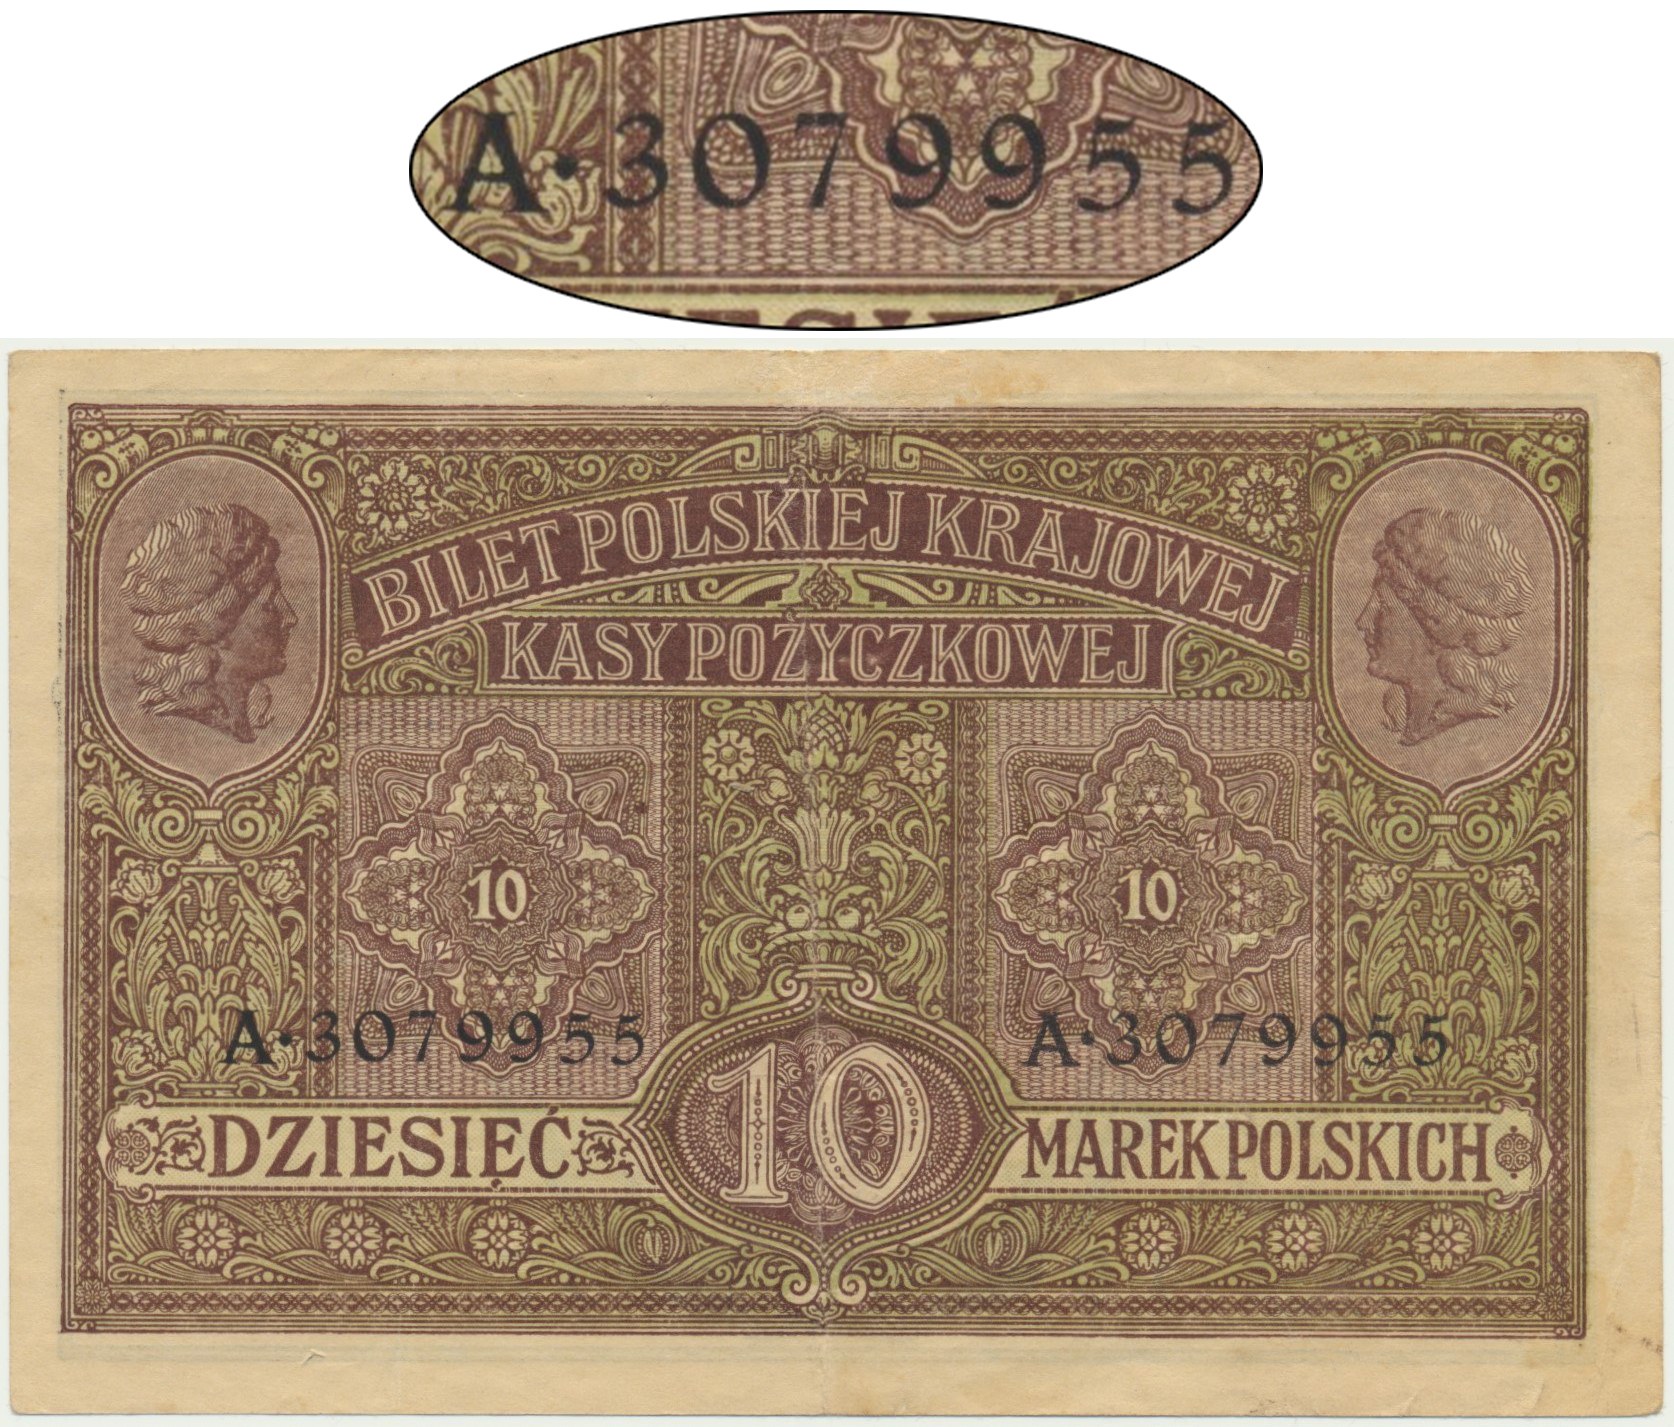 A·3079955
BILET POLSKIEJ KRAJOWEJ
KASY POŻYCZKOWEJ
10 10
A·3079955 A·3079955
DZIESIĘĆ 10 MAREK POLSKICH